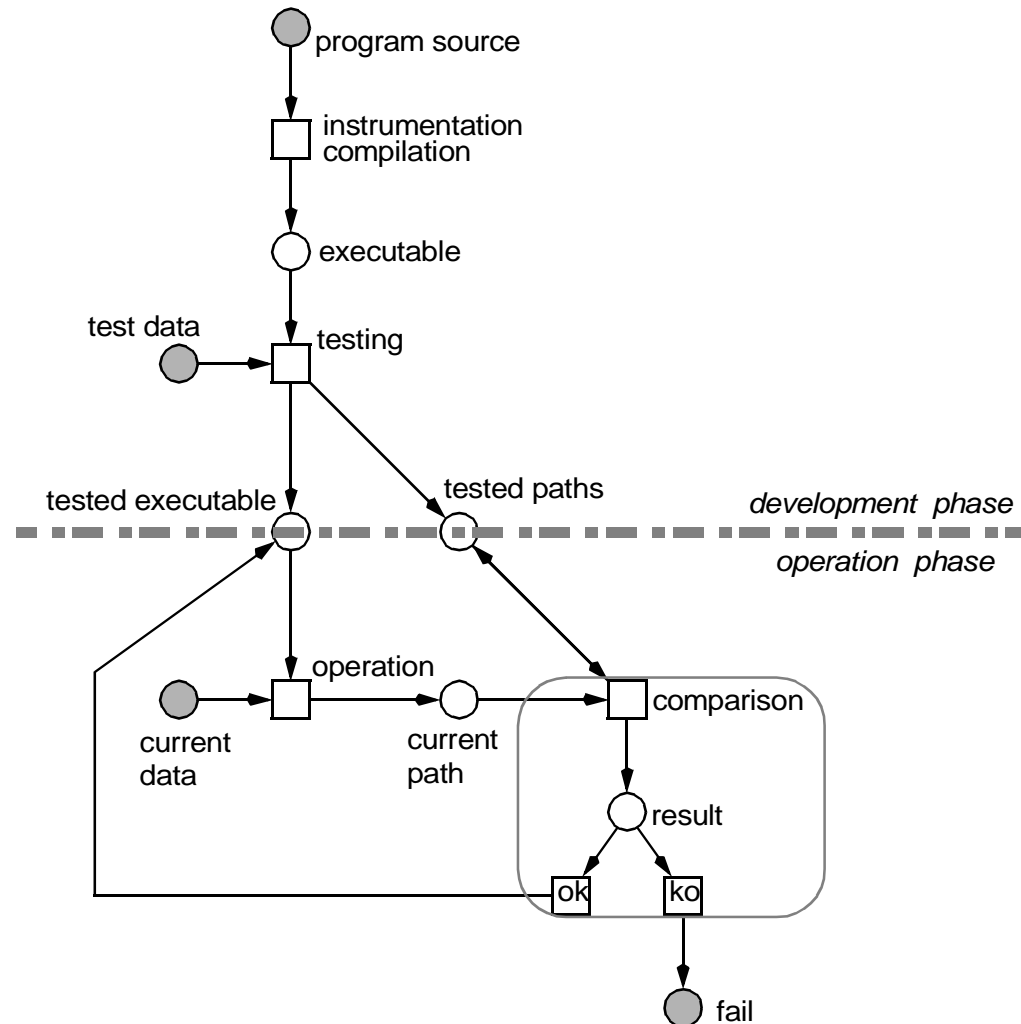 program source
instrumentation
compilation
executable
test data
testing
tested executable
tested paths
development phase
operation phase
operation
comparison
current
data
current
path
result
ok
ko
fail